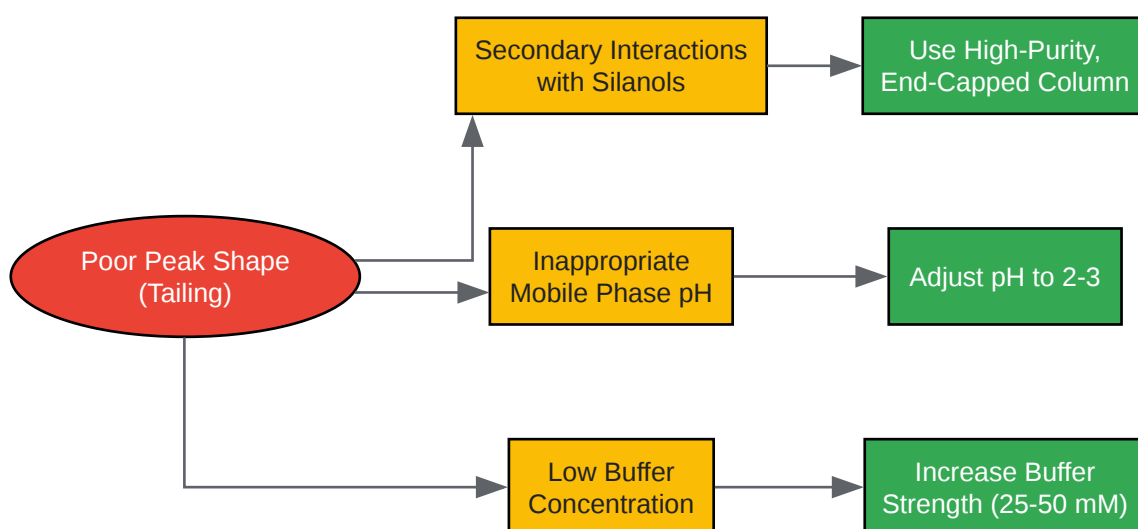 Secondary Interactions
with Silanols
Use High-Purity,
End-Capped Column
Poor Peak Shape
(Tailing)
Inappropriate
Mobile Phase pH
Adjust pH to 2-3
Low Buffer
Concentration
Increase Buffer
Strength (25-50 mM)